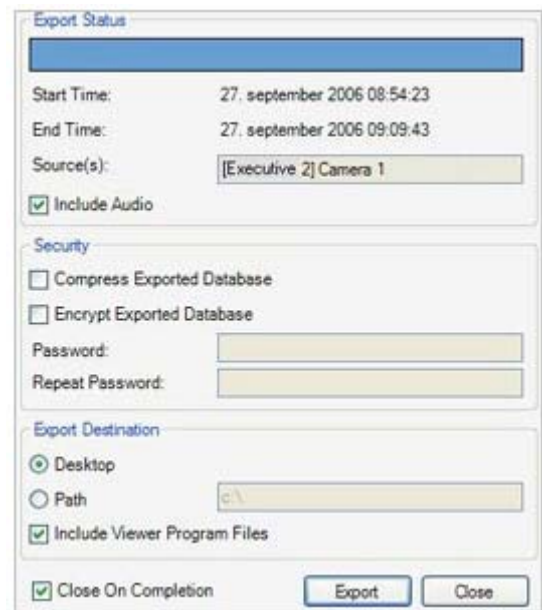 Export Status
Start Time: 27. september 2006 08:54:23
End Time: 27. september 2006 09:09:43
Source(s): [Executive 2] Camera 1
Include Audio
Security
Compress Exported Database
Encrypt Exported Database
Password:
Repeat Password:
Export Destination
Desktop
Path c:\
Include Viewer Program Files
Close On Completion Export Close